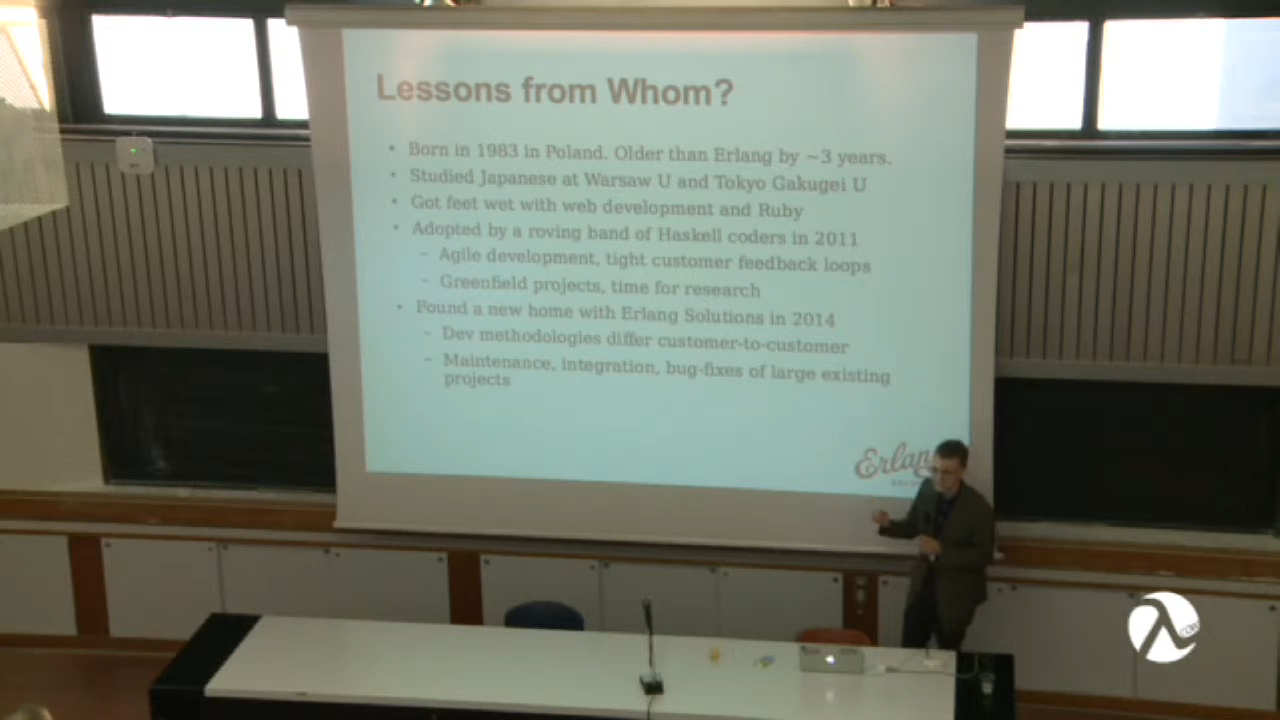 Lessons from Whom?
• Born in 1983 in Poland. Older than Erlang by ~3 years.
• Studied Japanese at Warsaw U and Tokyo Gakugei U
• Got feet wet with web development and Ruby
• Adopted by a roving band of Haskell coders in 2011
– Agile development, tight customer feedback loops
– Greenfield projects, time for research
• Found a new home with Erlang Solutions in 2014
– Dev methodologies differ customer-to-customer
– Maintenance, integration, bug-fixes of large existing
projects
Erlang
λ